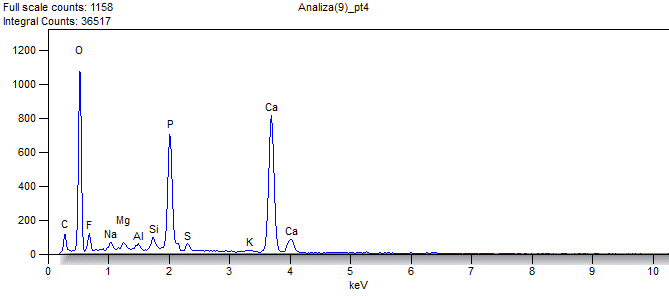 Full scale counts: 1158
Analiza(9)_pt4
Integral Counts: 36517
1200
1000
800
600
400
200
0
O
C
F
Na
Mg
Al
Si
P
S
K
Ca
Ca
0 1 2 3 4 5 6 7 8 9 10
keV